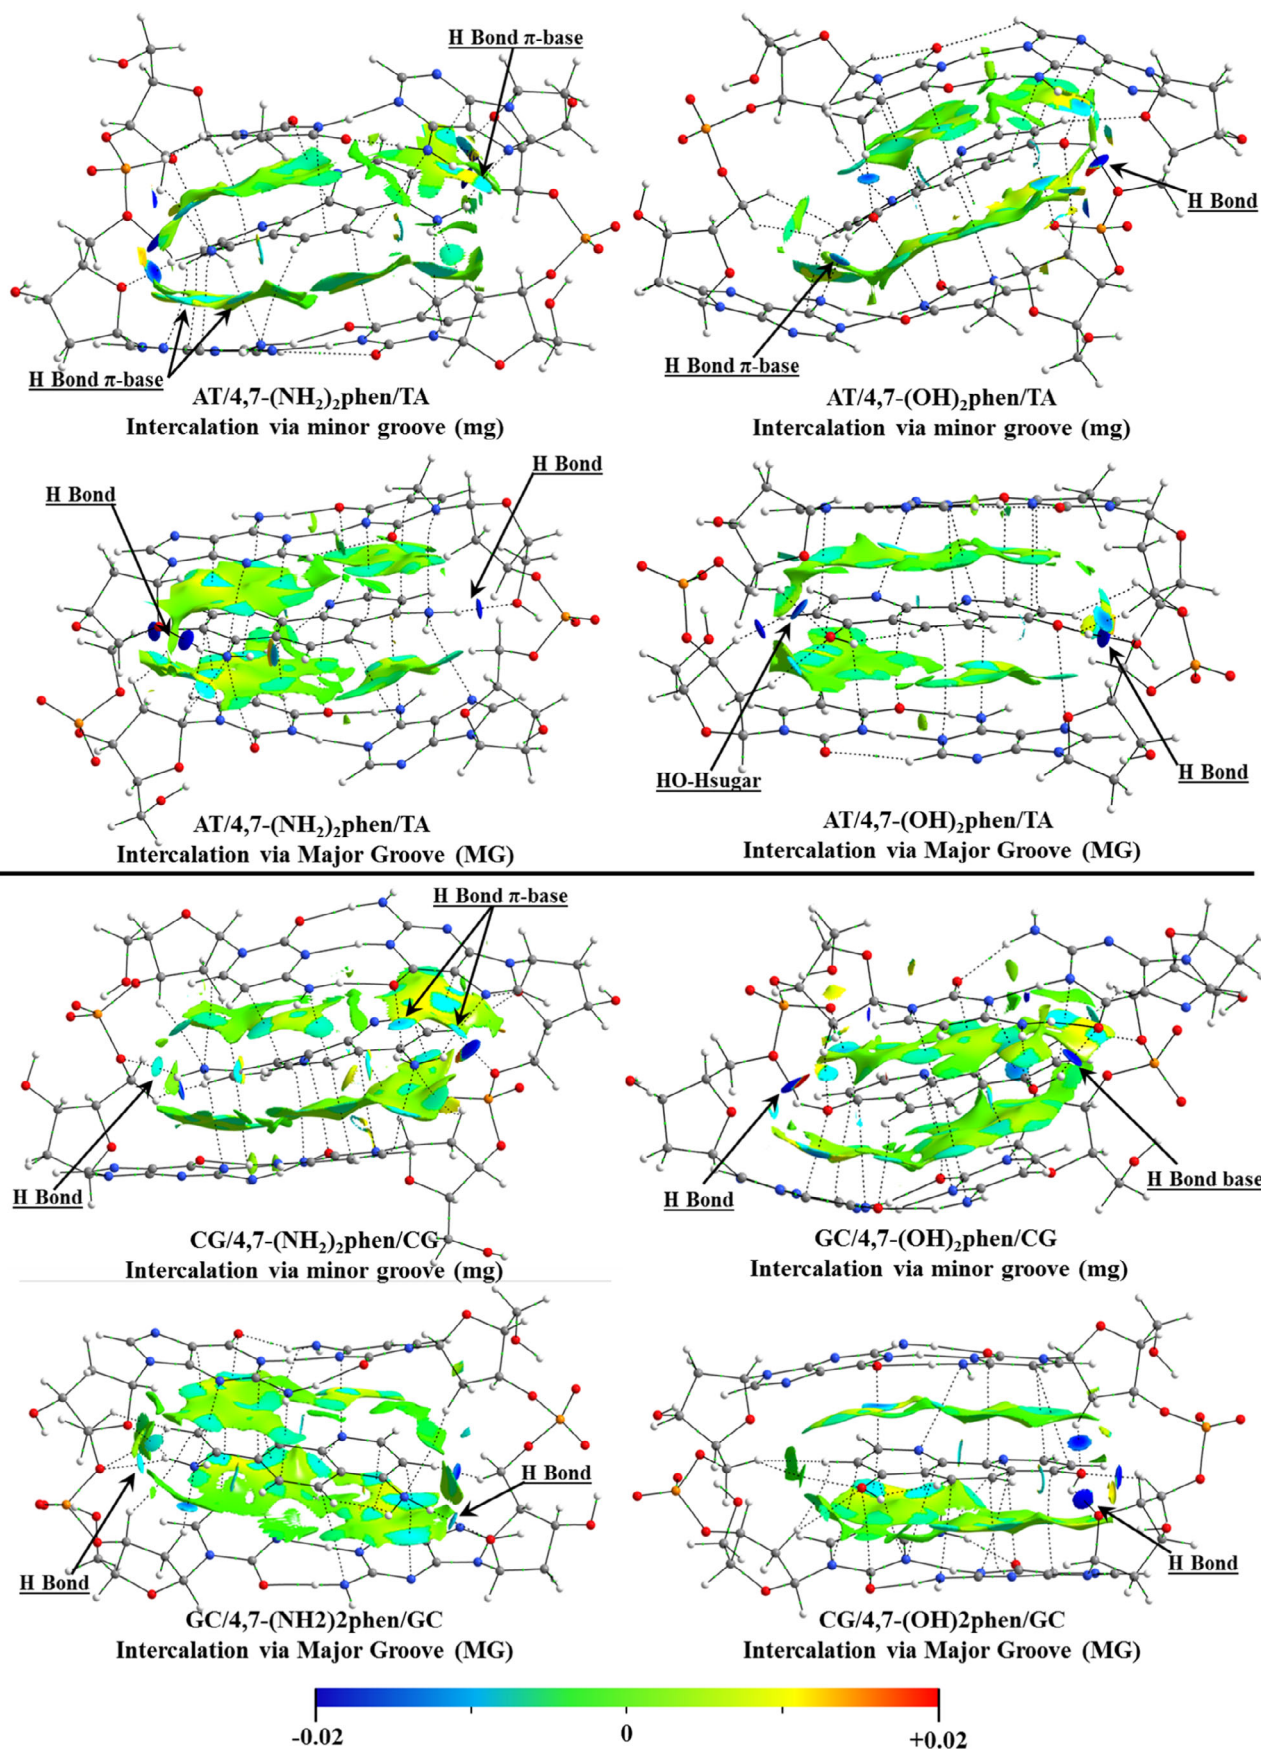 H Bond π-base
H Bond
H Bond π-base
H Bond π-base
AT/4,7-(NH₂)₂phen/TA
Intercalation via minor groove (mg)
AT/4,7-(OH)₂phen/TA
Intercalation via minor groove (mg)
H Bond
H Bond
HO-Hsugar
H Bond
AT/4,7-(NH₂)₂phen/TA
Intercalation via Major Groove (MG)
AT/4,7-(OH)₂phen/TA
Intercalation via Major Groove (MG)
H Bond π-base
H Bond
H Bond
H Bond base
CG/4,7-(NH₂)₂phen/CG
Intercalation via minor groove (mg)
GC/4,7-(OH)₂phen/CG
Intercalation via minor groove (mg)
H Bond
H Bond
H Bond
GC/4,7-(NH2)2phen/GC
Intercalation via Major Groove (MG)
CG/4,7-(OH)2phen/GC
Intercalation via Major Groove (MG)
-0.02 0 +0.02